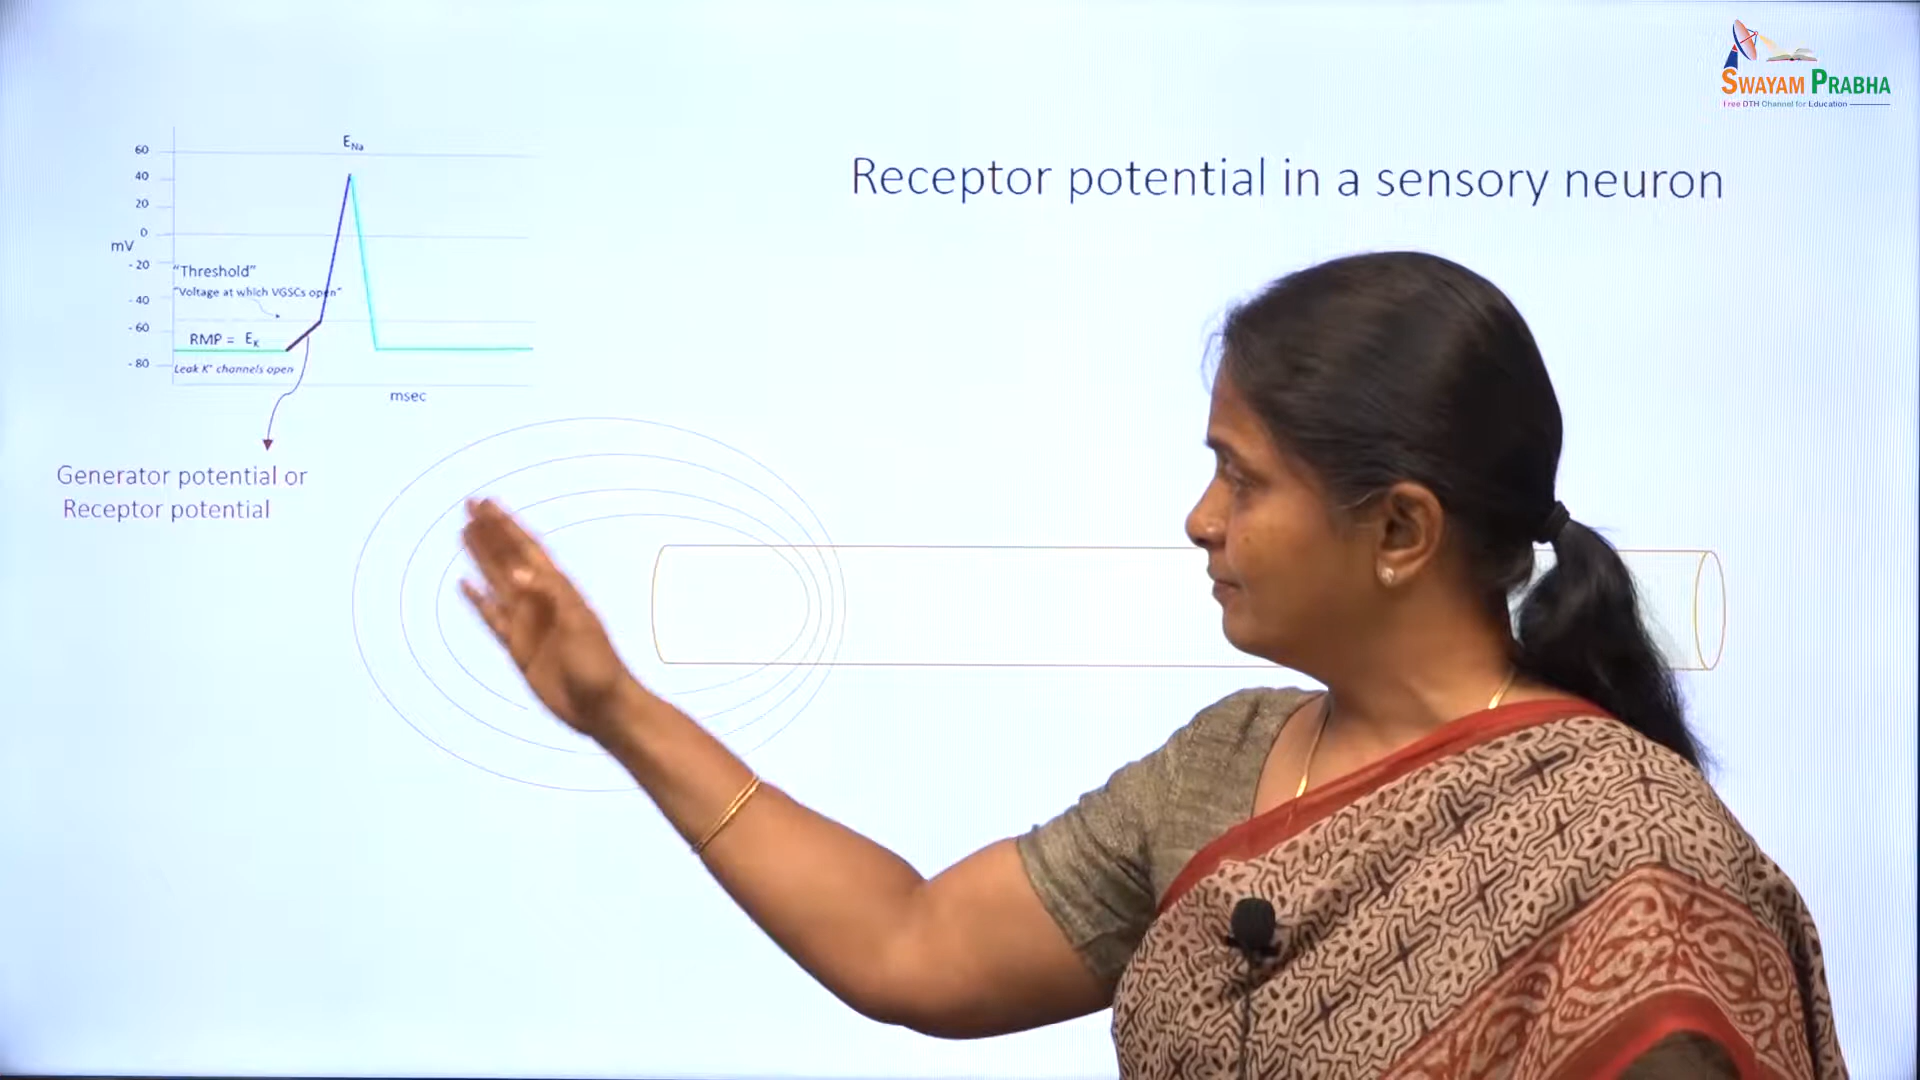 SWAYAM PRABHA
Free DTH Channel for Education
Receptor potential in a sensory neuron
ENa
60
40
20
0
mV
- 20
- 40
- 60
- 80
"Threshold"
"Voltage at which VGSCs open"
RMP = EK
Leak K+ channels open
msec
Generator potential or
Receptor potential